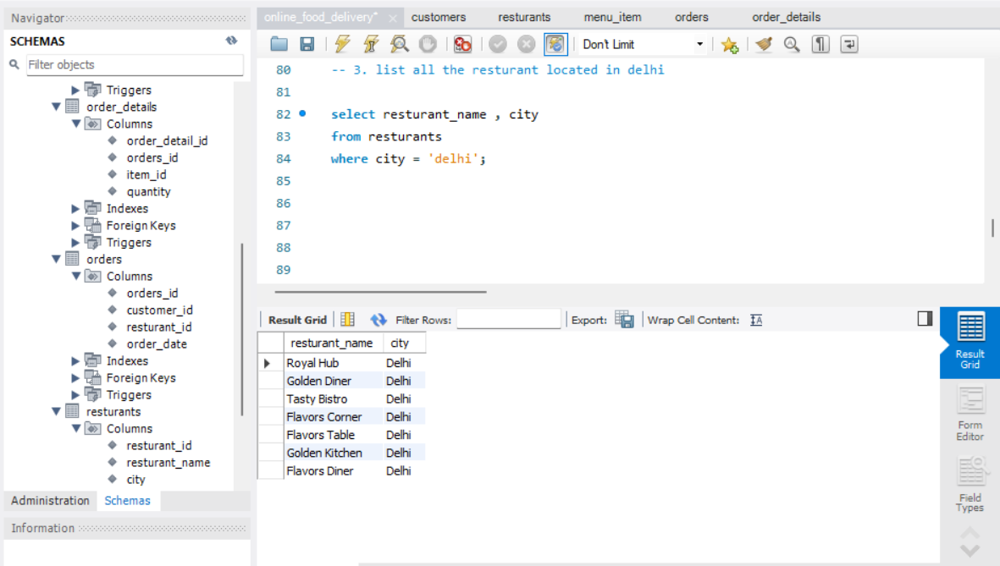 Navigator
SCHEMAS
Filter objects
Triggers
order_details
Columns
order_detail_id
orders_id
item_id
quantity
Indexes
Foreign Keys
Triggers
orders
Columns
orders_id
customer_id
resturant_id
order_date
Indexes
Foreign Keys
Triggers
resturants
Columns
resturant_id
resturant_name
city
Administration Schemas
Information
online_food_delivery* customers resturants menu_item orders order_details
Don't Limit
80 -- 3. list all the resturant located in delhi
81
82 select resturant_name , city
83 from resturants
84 where city = 'delhi';
85
86
87
88
89
Result Grid Filter Rows: Export: Wrap Cell Content: IA
resturant_name city
Royal Hub Delhi
Golden Diner Delhi
Tasty Bistro Delhi
Flavors Corner Delhi
Flavors Table Delhi
Golden Kitchen Delhi
Flavors Diner Delhi
Result
Grid
Form
Editor
Field
Types